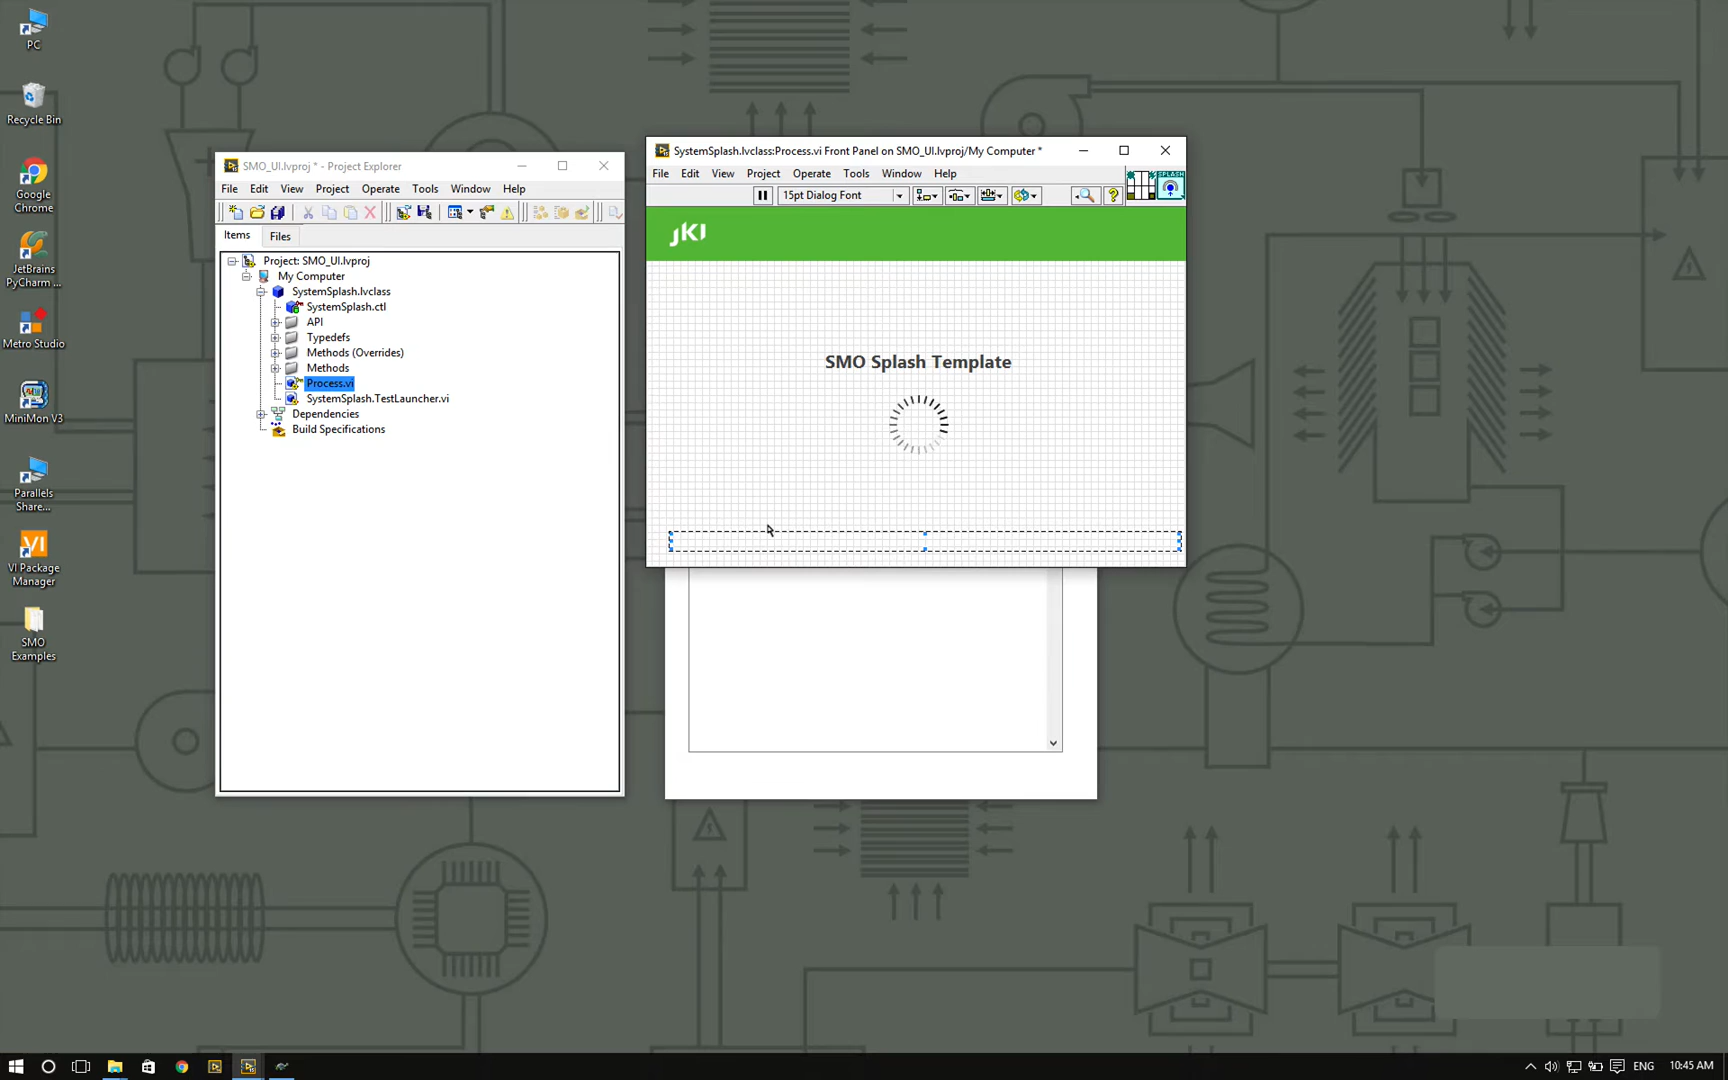 PC
Recycle Bin
Google
Chrome
JetBrains
PyCharm ...
Metro Studio
MiniMon V3
Parallels
Share...
VI
VI Package
Manager
SMO
Examples
SMO_UI.lvproj * - Project Explorer
File Edit View Project Operate Tools Window Help
Items Files
Project: SMO_UI.lvproj
My Computer
SystemSplash.lvclass
SystemSplash.ctl
API
Typedefs
Methods (Overrides)
Methods
Process.vi
SystemSplash.TestLauncher.vi
Dependencies
Build Specifications
SystemSplash.lvclass:Process.vi Front Panel on SMO_UI.lvproj/My Computer *
File Edit View Project Operate Tools Window Help
15pt Dialog Font
?
SPLASH
JKI
SMO Splash Template
ENG 10:45 AM